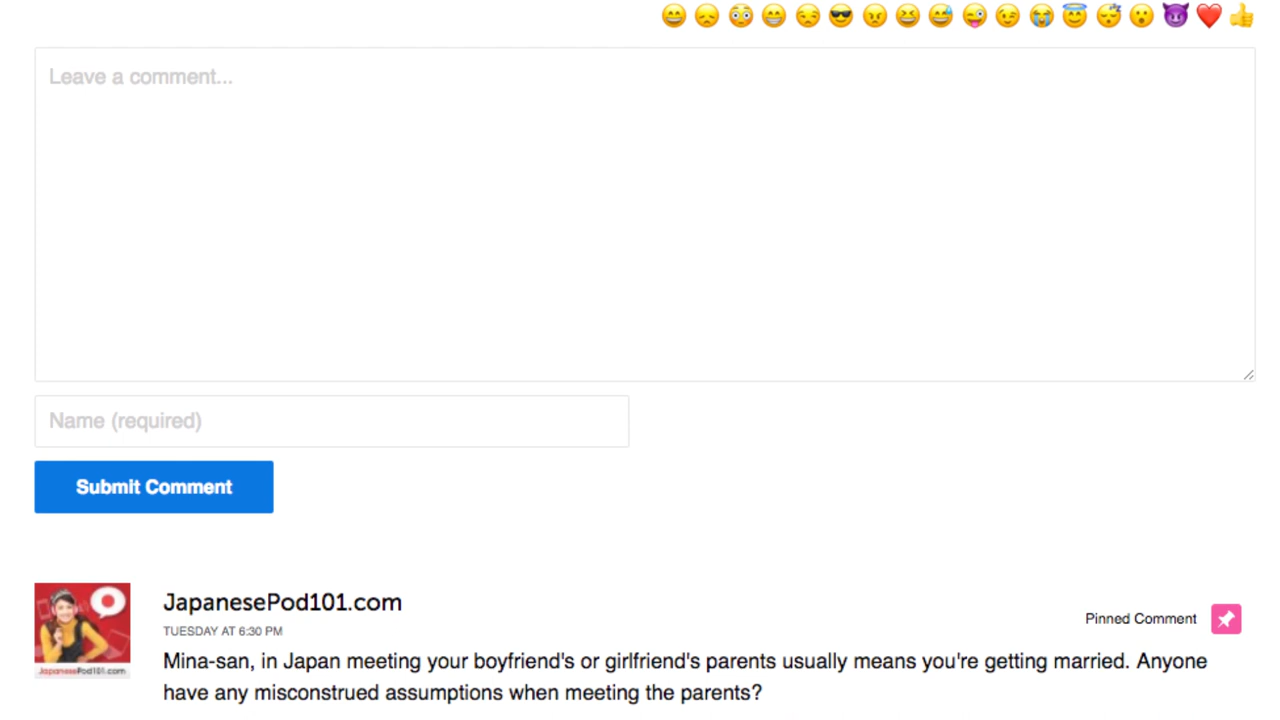 Leave a comment...
Name (required)
Submit Comment
JapanesePod101.com
TUESDAY AT 6:30 PM
Pinned Comment
Mina-san, in Japan meeting your boyfriend's or girlfriend's parents usually means you're getting married. Anyone
have any misconstrued assumptions when meeting the parents?
JapanesePod101.com